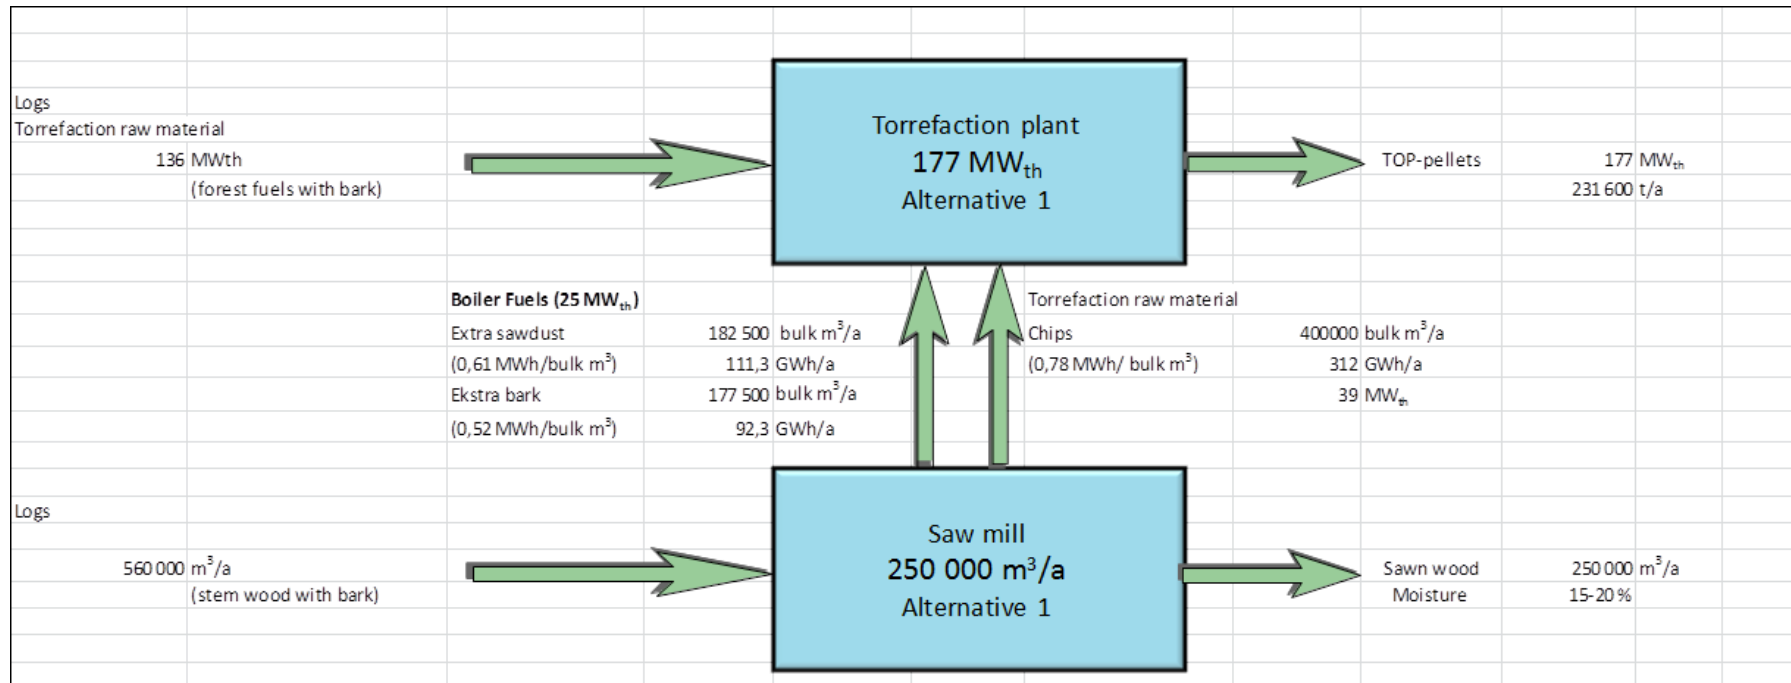 Logs
Torrefaction raw material
136 MWth
(forest fuels with bark)
Torrefaction plant
177 MWth
Alternative 1
TOP-pellets 177 MWth
231 600 t/a
Boiler Fuels (25 MWth)
Extra sawdust 182 500 bulk m³/a
(0,61 MWh/bulk m³) 111,3 GWh/a
Ekstra bark 177 500 bulk m³/a
(0,52 MWh/bulk m³) 92,3 GWh/a
Torrefaction raw material
Chips 400000 bulk m³/a
(0,78 MWh/ bulk m³) 312 GWh/a
39 MWth
Logs
560 000 m³/a
(stem wood with bark)
Saw mill
250 000 m³/a
Alternative 1
Sawn wood 250 000 m³/a
Moisture 15-20 %